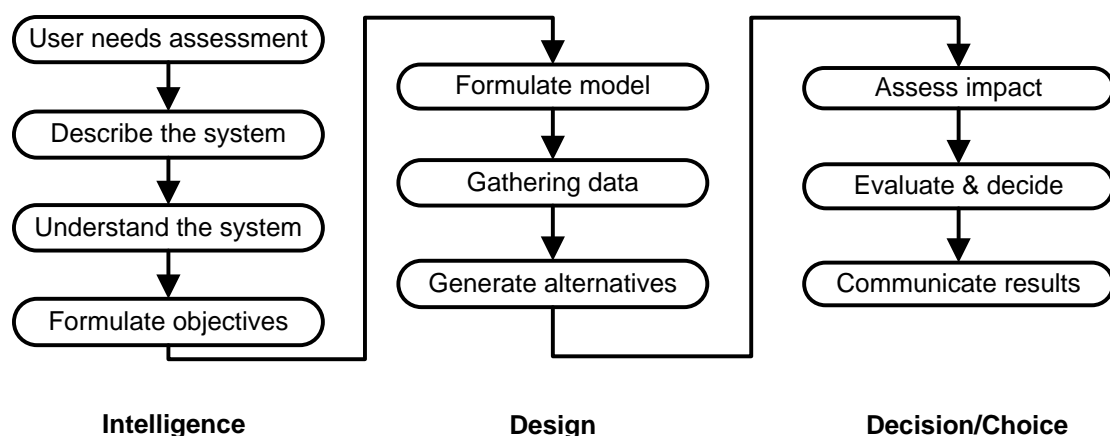 User needs assessment
Describe the system
Understand the system
Formulate objectives
Formulate model
Gathering data
Generate alternatives
Assess impact
Evaluate & decide
Communicate results
Intelligence
Design
Decision/Choice